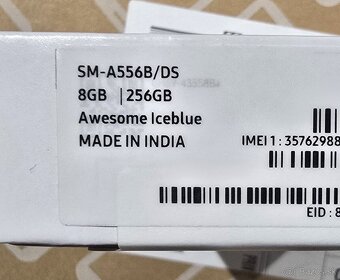 SM-A556B/DS
8GB | 256GB
Awesome Iceblue
MADE IN INDIA
IMEI 1 : 35762988
EID : 8